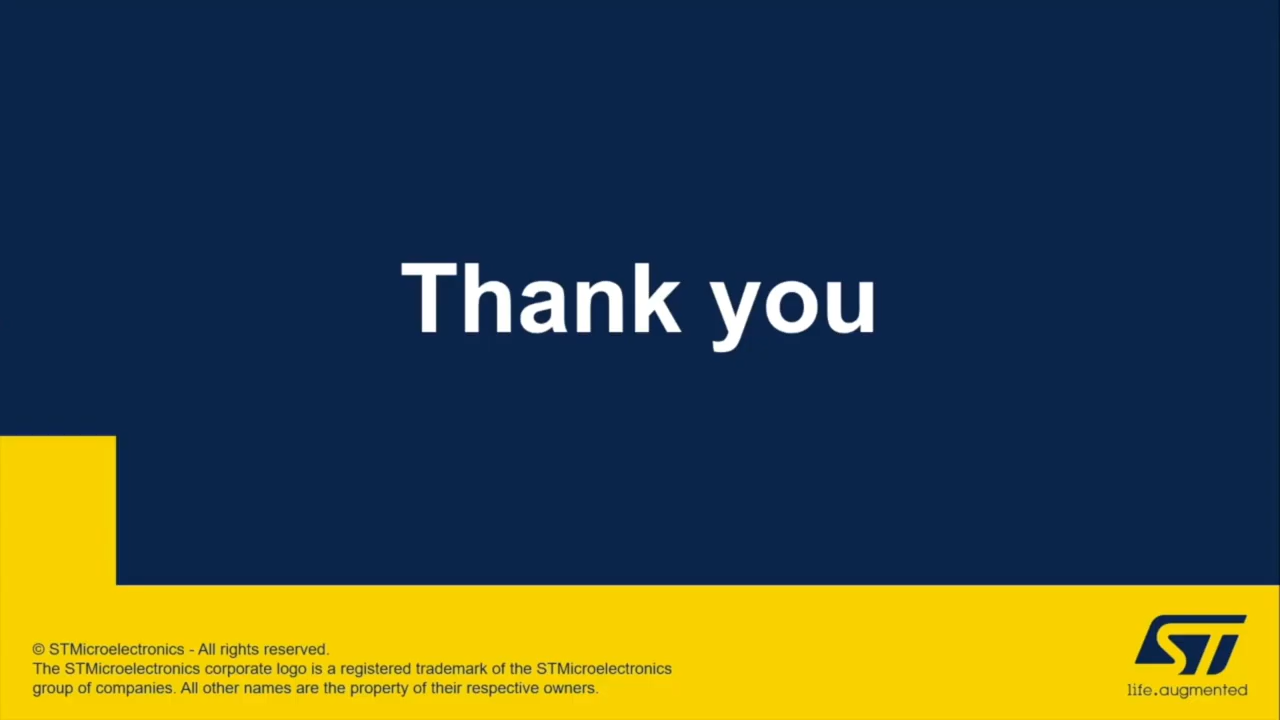 Thank you
© STMicroelectronics - All rights reserved.
The STMicroelectronics corporate logo is a registered trademark of the STMicroelectronics
group of companies. All other names are the property of their respective owners.
ST
life.augmented